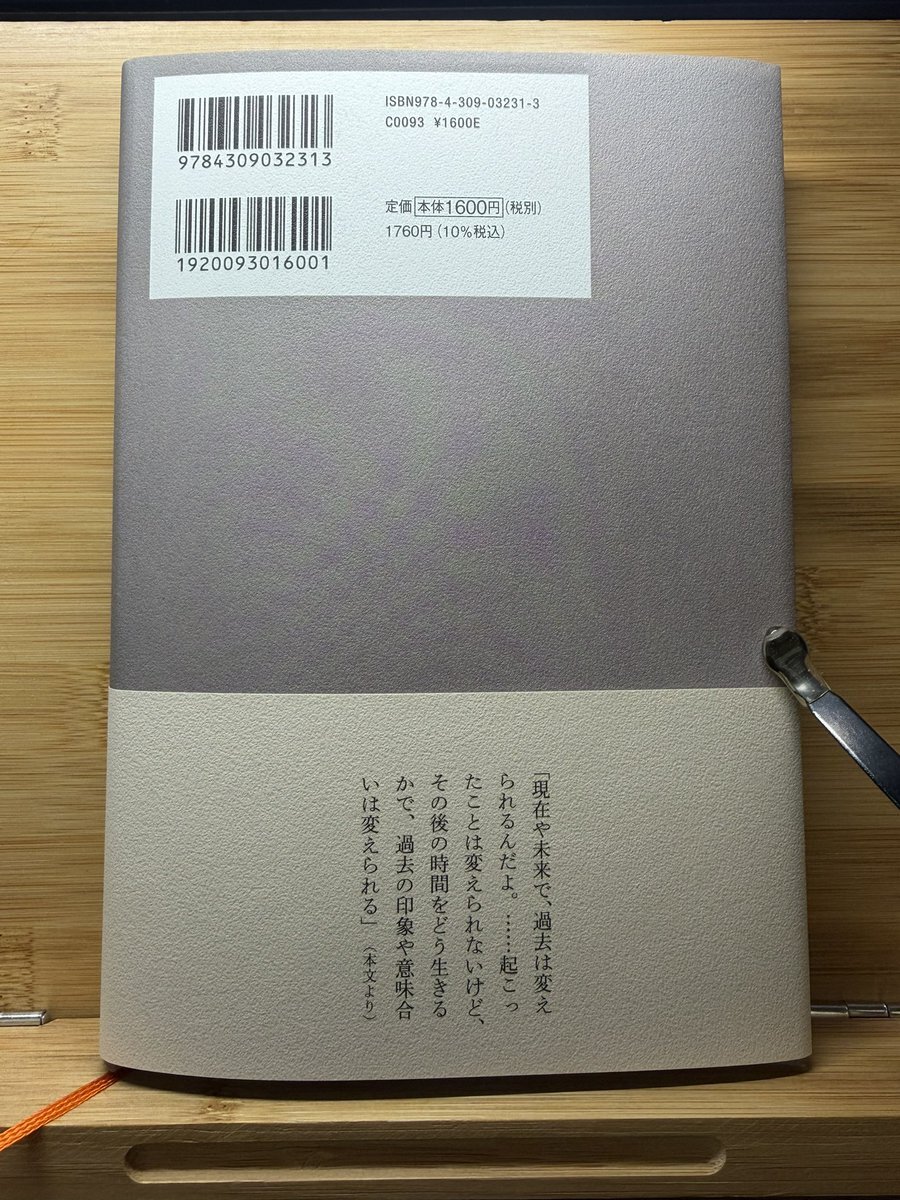 ISBN978-4-309-03231-3
C0093 ¥1600E
9784309032313
定価 本体1600円 (税別)
1760円 (10%税込)
1920093016001
「現在や未来で、過去は変え
られるんだよ。……起こっ
たことは変えられないけど、
その後の時間をどう生きる
かで、過去の印象や意味合
いは変えられる」 (本文より)